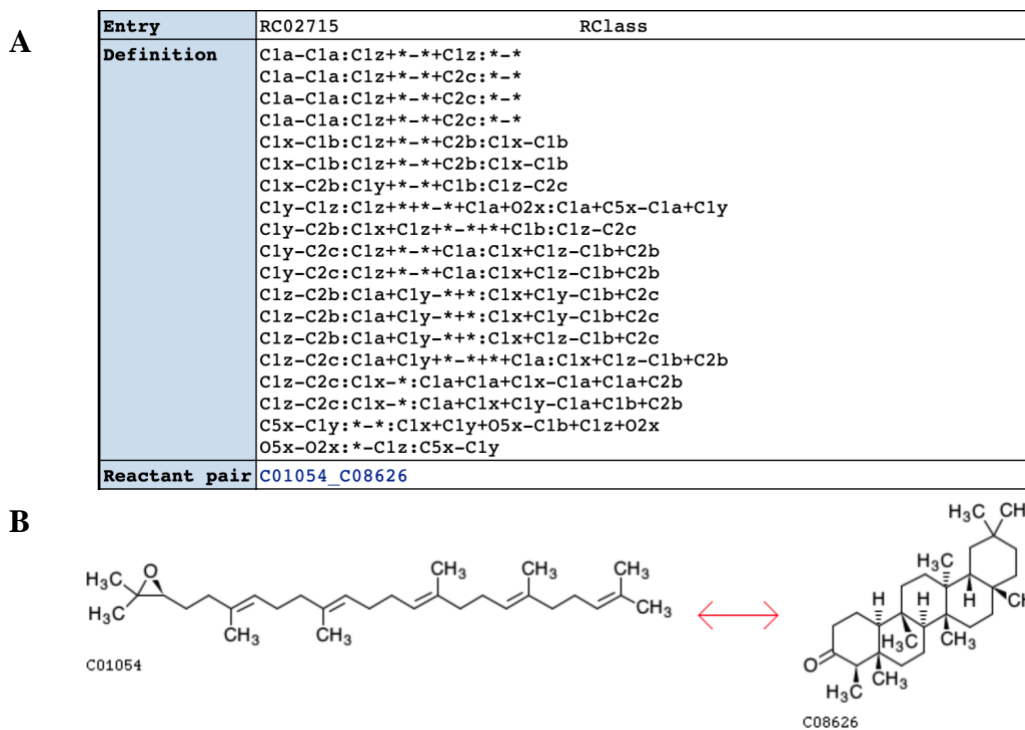 A
Entry RC02715 RClass
Definition C1a-C1a:C1z+*-*+C1z:*-*
C1a-C1a:C1z+*-*+C2c:*-*
C1a-C1a:C1z+*-*+C2c:*-*
C1a-C1a:C1z+*-*+C2c:*-*
C1x-C1b:C1z+*-*+C2b:C1x-C1b
C1x-C1b:C1z+*-*+C2b:C1x-C1b
C1x-C2b:C1y+*-*+C1b:C1z-C2c
C1y-C1z:C1z+*+*-*+C1a+O2x:C1a+C5x-C1a+C1y
C1y-C2b:C1x+C1z+*-*+*+C1b:C1z-C2c
C1y-C2c:C1z+*-*+C1a:C1x+C1z-C1b+C2b
C1y-C2c:C1z+*-*+C1a:C1x+C1z-C1b+C2b
C1z-C2b:C1a+C1y-*+*:C1x+C1y-C1b+C2c
C1z-C2b:C1a+C1y-*+*:C1x+C1y-C1b+C2c
C1z-C2b:C1a+C1y-*+*:C1x+C1z-C1b+C2c
C1z-C2c:C1a+C1y+*-*+*+C1a:C1x+C1z-C1b+C2b
C1z-C2c:C1x-*:C1a+C1a+C1x-C1a+C1a+C2b
C1z-C2c:C1x-*:C1a+C1x+C1y-C1a+C1b+C2b
C5x-C1y:*-*:C1x+C1y+O5x-C1b+C1z+O2x
O5x-O2x:*-C1z:C5x-C1y
Reactant pair C01054_C08626
B
H3C CH
CH3 CH3 H3C
H3C O H H
H3C CH3 H CH
CH3 CH3 H3C CH3
O
H3C CH3
C01054
H3C
C08626